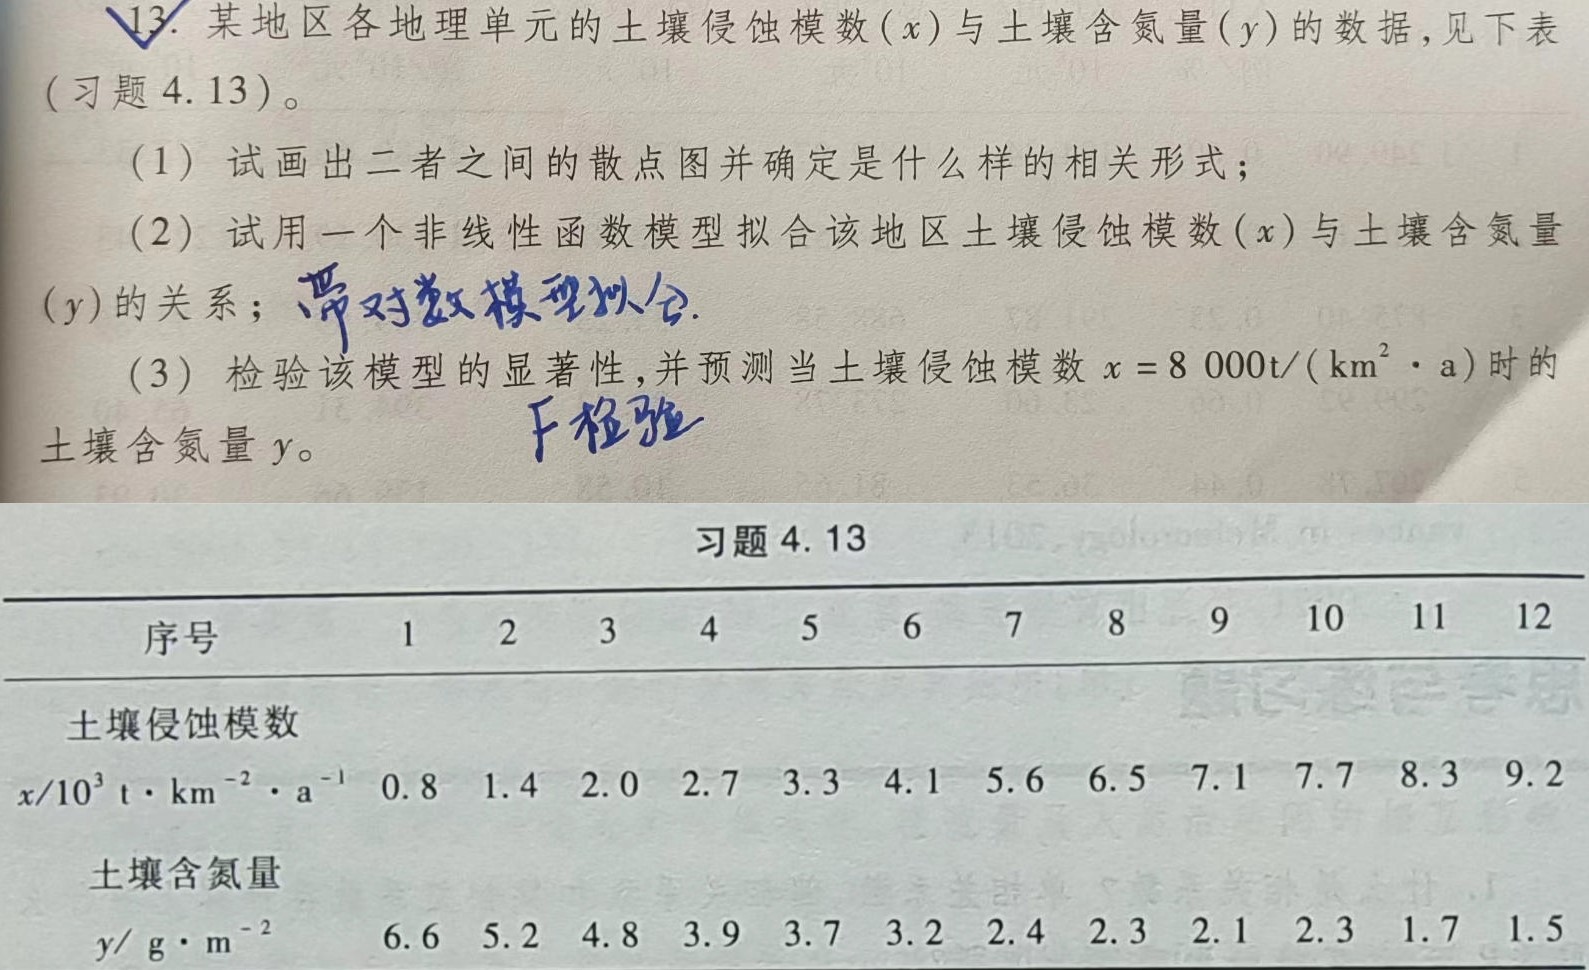 13. 某地区各地理单元的土壤侵蚀模数(x)与土壤含氮量(y)的数据,见下表
(习题4.13)。
(1) 试画出二者之间的散点图并确定是什么样的相关形式;
(2) 试用一个非线性函数模型拟合该地区土壤侵蚀模数(x)与土壤含氮量
(y)的关系; 带对数模型拟合.
(3) 检验该模型的显著性,并预测当土壤侵蚀模数 x = 8 000t/(km² · a)时的
土壤含氮量 y。 F检验
习题 4. 13
序号 1 2 3 4 5 6 7 8 9 10 11 12
土壤侵蚀模数
x/10³ t · km⁻² · a⁻¹ 0.8 1.4 2.0 2.7 3.3 4.1 5.6 6.5 7.1 7.7 8.3 9.2
土壤含氮量
y/ g · m⁻² 6.6 5.2 4.8 3.9 3.7 3.2 2.4 2.3 2.1 2.3 1.7 1.5